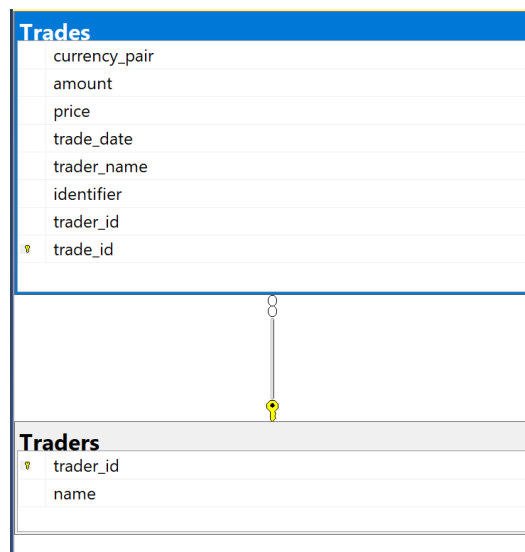 Trades
currency_pair
amount
price
trade_date
trader_name
identifier
trader_id
trade_id
Traders
trader_id
name